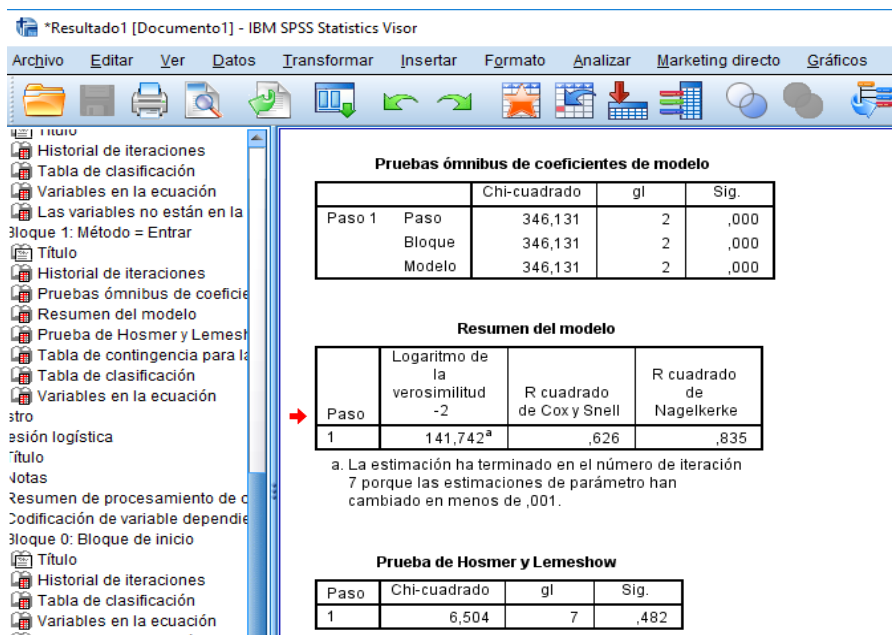 *Resultado1 [Documento1] - IBM SPSS Statistics Visor
Archivo Editar Ver Datos Transformar Insertar Formato Analizar Marketing directo Gráficos
Título
Historial de iteraciones
Tabla de clasificación
Variables en la ecuación
Las variables no están en la
Bloque 1: Método = Entrar
Título
Historial de iteraciones
Pruebas ómnibus de coeficie
Resumen del modelo
Prueba de Hosmer y Lemesh
Tabla de contingencia para la
Tabla de clasificación
Variables en la ecuación
stro
esión logística
Título
Notas
Resumen de procesamiento de c
Codificación de variable dependie
Bloque 0: Bloque de inicio
Título
Historial de iteraciones
Tabla de clasificación
Variables en la ecuación
Pruebas ómnibus de coeficientes de modelo
Chi-cuadrado gl Sig.
Paso 1 Paso 346,131 2 ,000
Bloque 346,131 2 ,000
Modelo 346,131 2 ,000
Resumen del modelo
Paso
Logaritmo de
la
verosimilitud
-2
R cuadrado
de Cox y Snell
R cuadrado
de
Nagelkerke
1 141,742a ,626 ,835
a. La estimación ha terminado en el número de iteración
7 porque las estimaciones de parámetro han
cambiado en menos de ,001.
Prueba de Hosmer y Lemeshow
Paso Chi-cuadrado gl Sig.
1 6,504 7 ,482